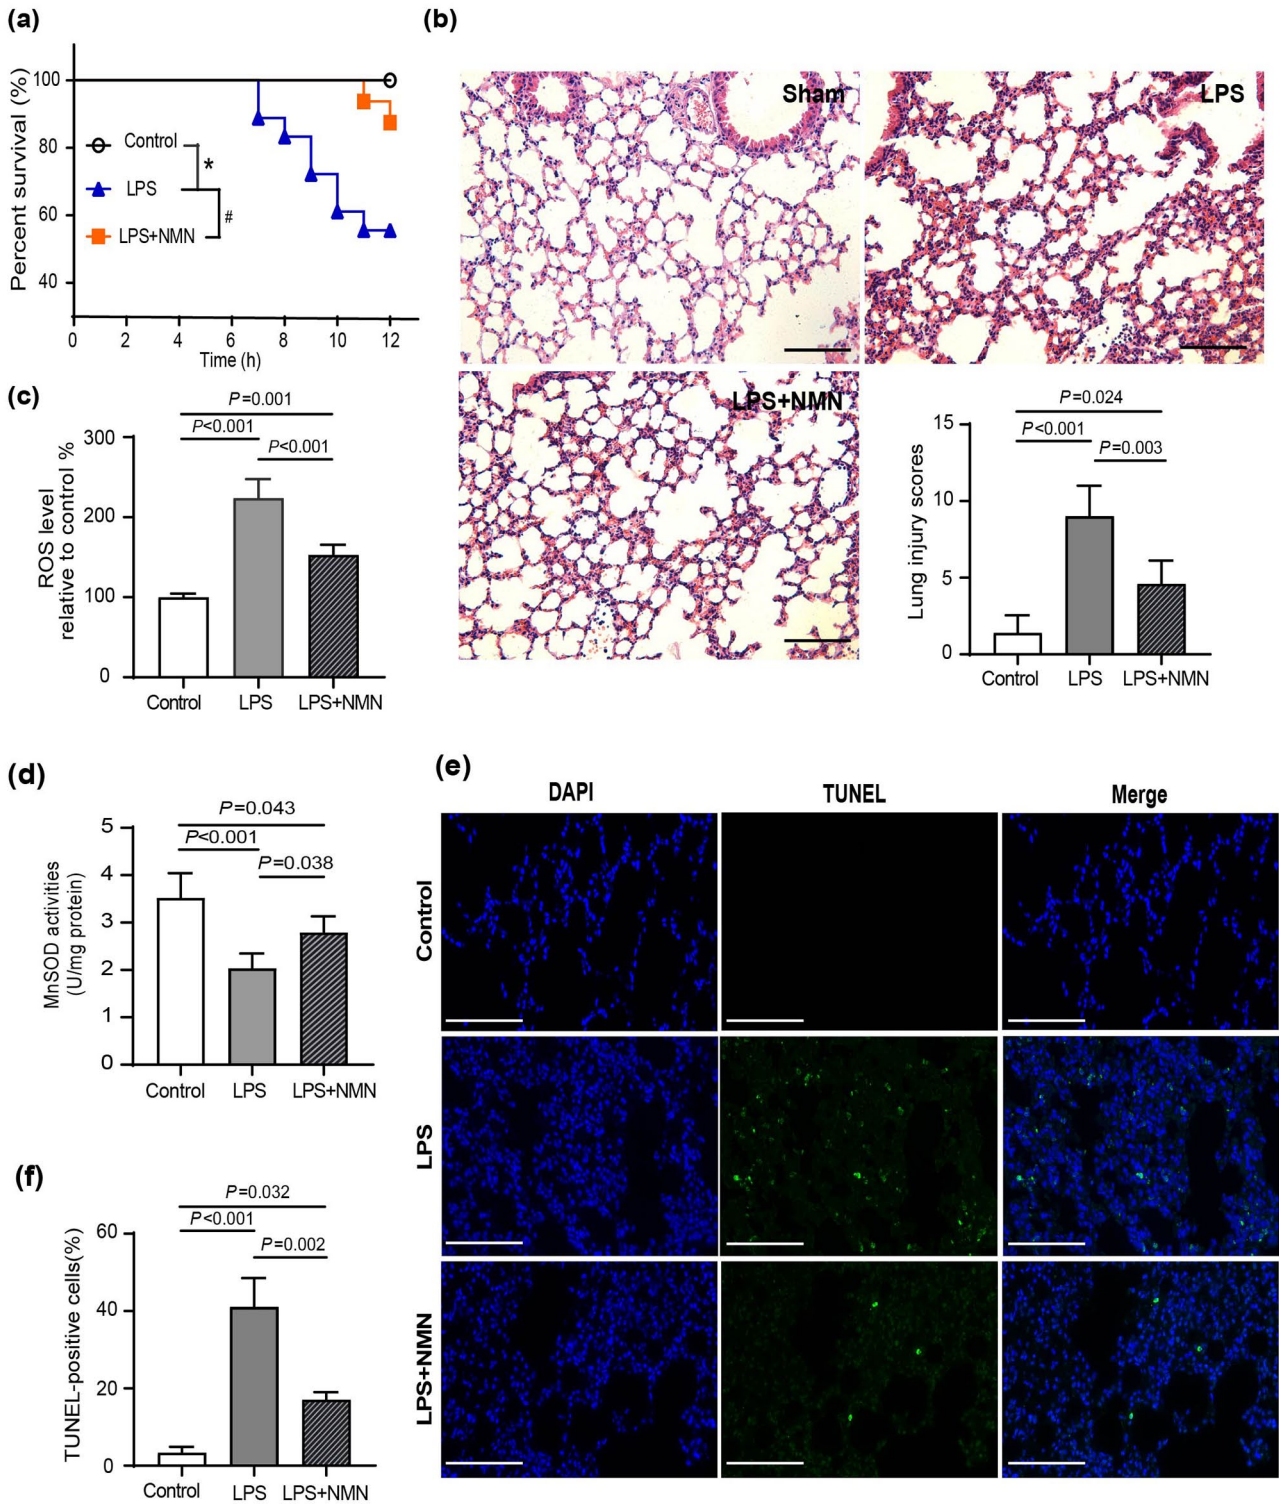 (a)
Percent survival (%)
100
80
60
40
0
2
4
6
8
10
12
Time (h)
Control
*
LPS
#
LPS+NMN
(b)
Sham
LPS
LPS+NMN
P=0.024
P<0.001
P=0.003
Lung injury scores
15
10
5
0
Control
LPS
LPS+NMN
(c)
P=0.001
P<0.001
P<0.001
ROS level
relative to control %
300
200
100
0
Control
LPS
LPS+NMN
(d)
P=0.043
P<0.001
P=0.038
MnSOD activities
(U/mg protein)
5
4
3
2
1
0
Control
LPS
LPS+NMN
(e)
DAPI
TUNEL
Merge
Control
LPS
LPS+NMN
(f)
P=0.032
P<0.001
P=0.002
TUNEL-positive cells(%)
60
40
20
0
Control
LPS
LPS+NMN